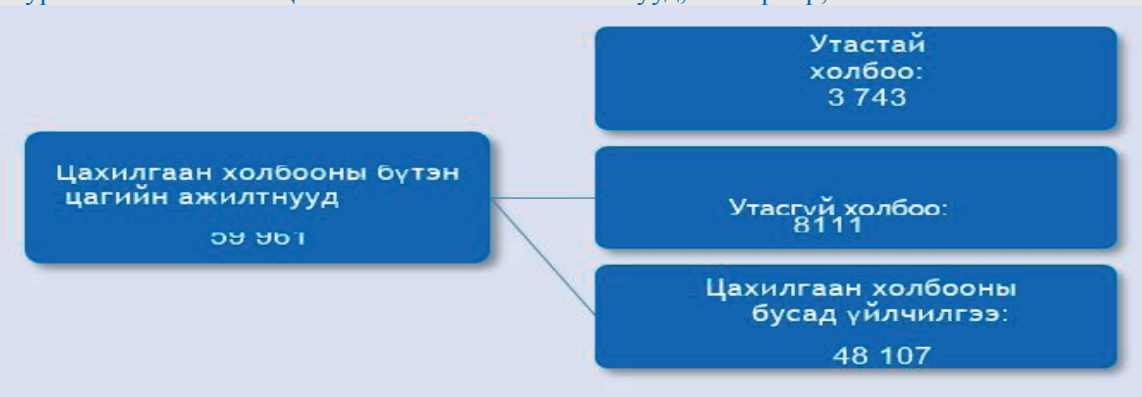 Цахилгаан холбооны бүтэн
цагийн ажилтнууд
59 961
Утастай
холбоо:
3 743
Утасгүй холбоо:
8111
Цахилгаан холбооны
бусад үйлчилгээ:
48 107